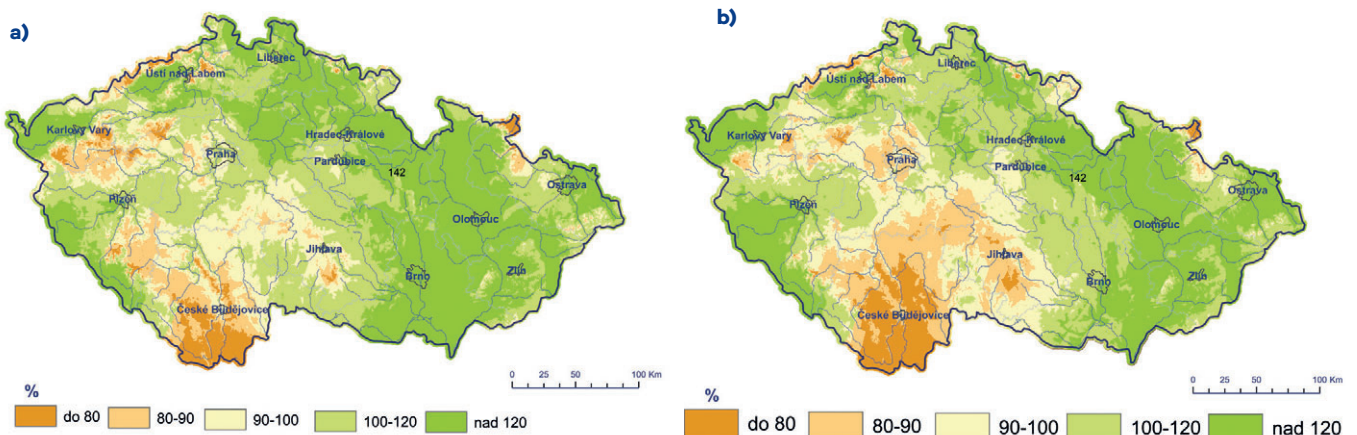 a)
Liberec
Ústí nad Labem
Karlovy Vary
Hradec Králové
Praha
Pardubice
142
Ostrava
Plzeň
Olomouc
Jihlava
Zlín
Brno
České Budějovice
0 25 50 100 Km
%
do 80 80-90 90-100 100-120 nad 120
b)
Liberec
Ústí nad Labem
Karlovy Vary
Hradec Králové
Praha
Pardubice
142
Ostrava
Plzeň
Olomouc
Jihlava
Zlín
Brno
České Budějovice
0 25 50 100 Km
%
do 80 80-90 90-100 100-120 nad 120